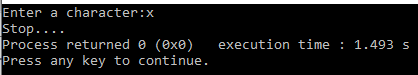 Enter a character:x
Stop....
Process returned 0 (0x0)   execution time : 1.493 s
Press any key to continue.